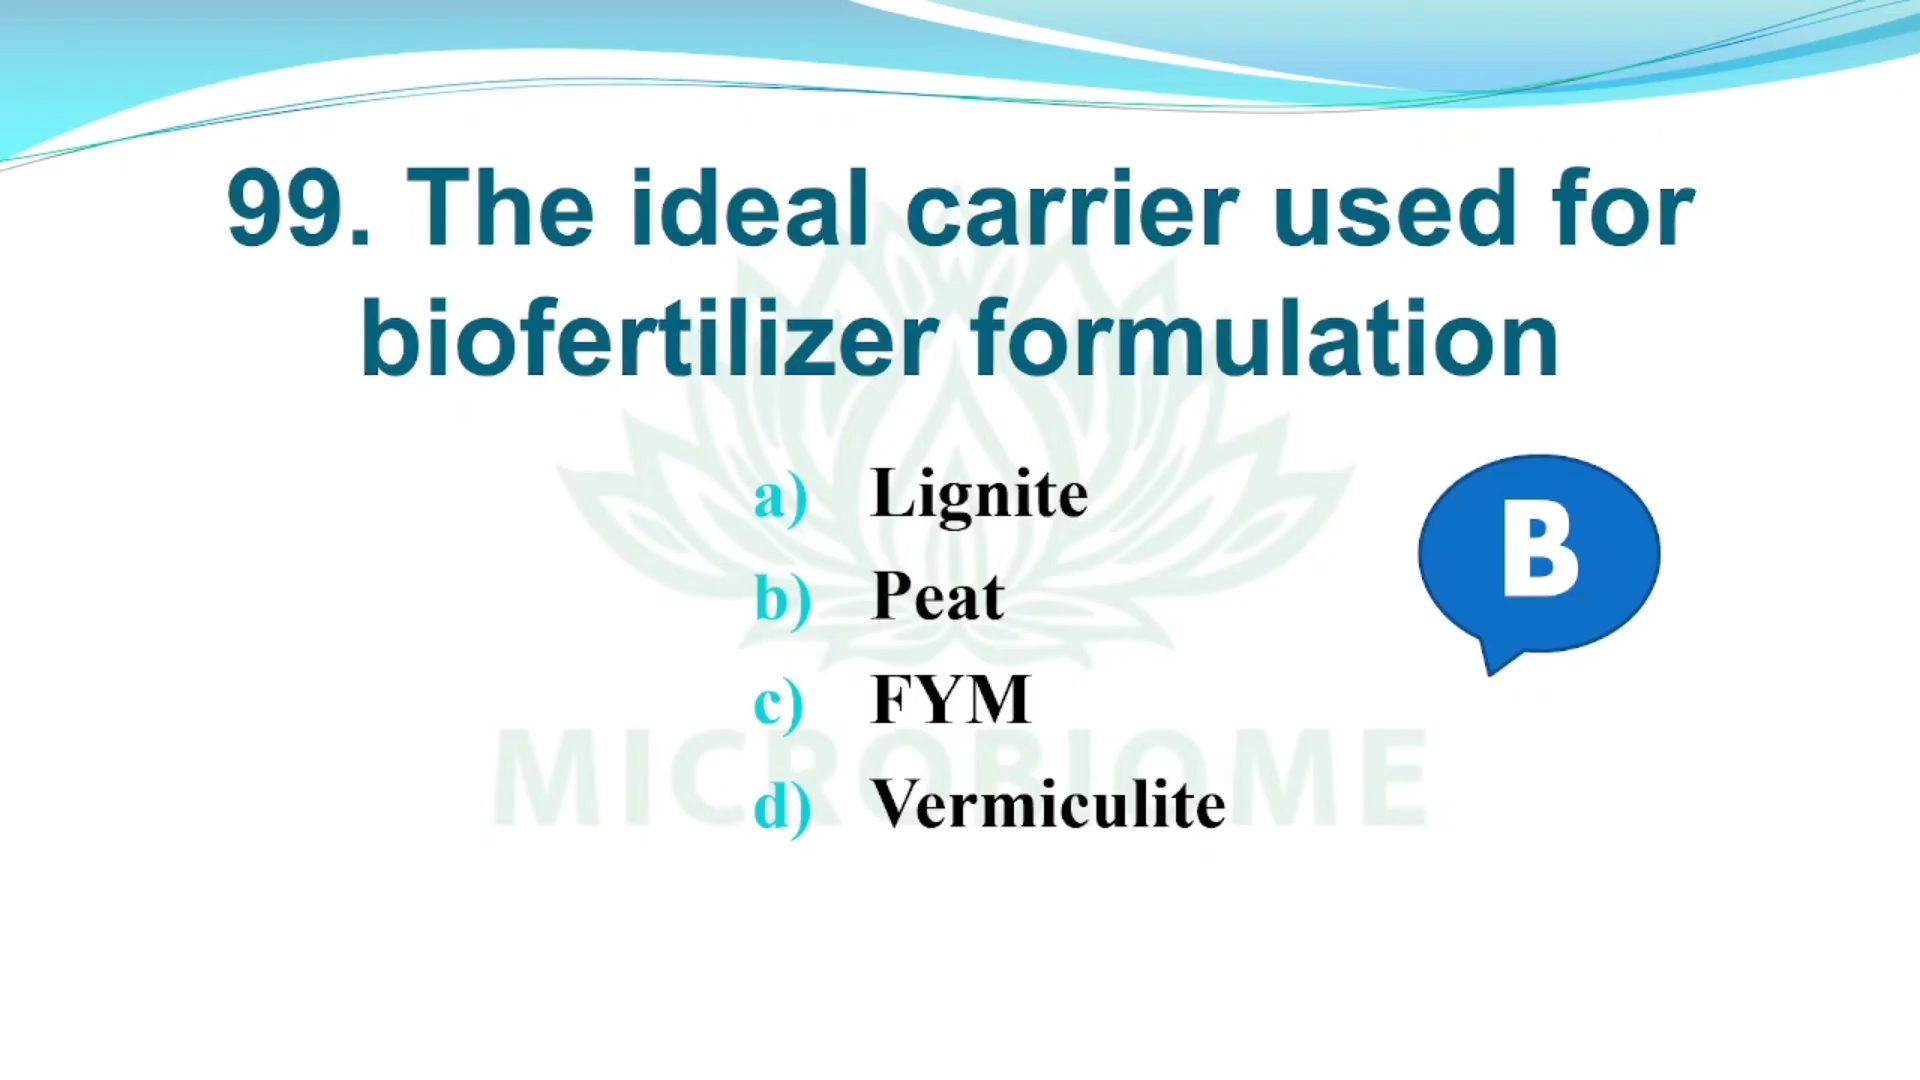 99. The ideal carrier used for
biofertilizer formulation
a) Lignite
b) Peat
c) FYM
d) Vermiculite
B
MICROBIOME